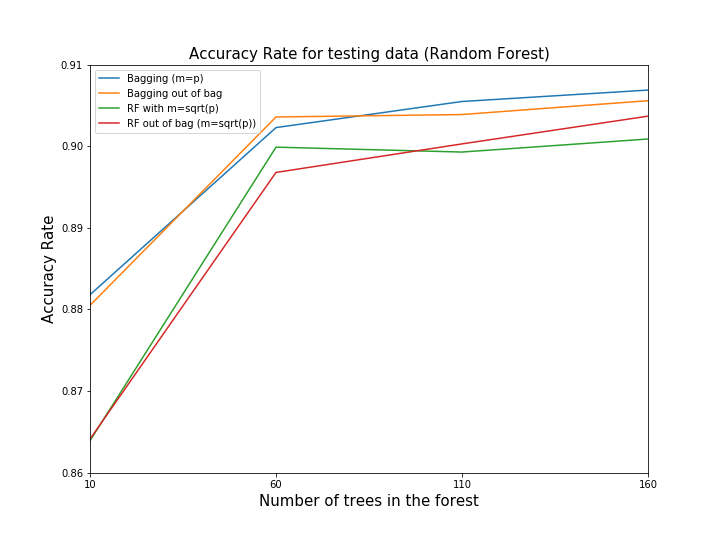 Accuracy Rate for testing data (Random Forest)
0.91
Bagging (m=p)
Bagging out of bag
RF with m=sqrt(p)
RF out of bag (m=sqrt(p))
0.90
0.89
Accuracy Rate
0.88
0.87
0.86
10
60
110
160
Number of trees in the forest